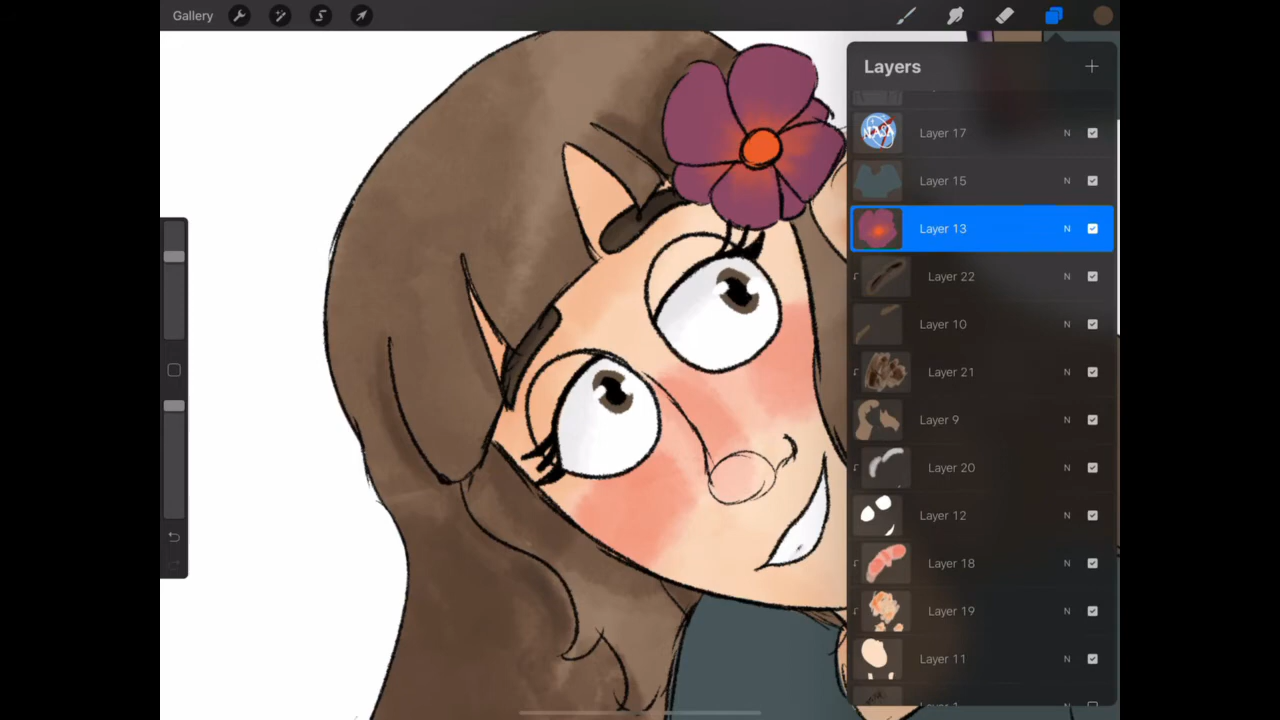 Gallery
Layers
Layer 17 N
NASA
Layer 15 N
Layer 13 N
Layer 22 N
Layer 10 N
Layer 21 N
Layer 9 N
Layer 20 N
Layer 12 N
Layer 18 N
Layer 19 N
Layer 11 N